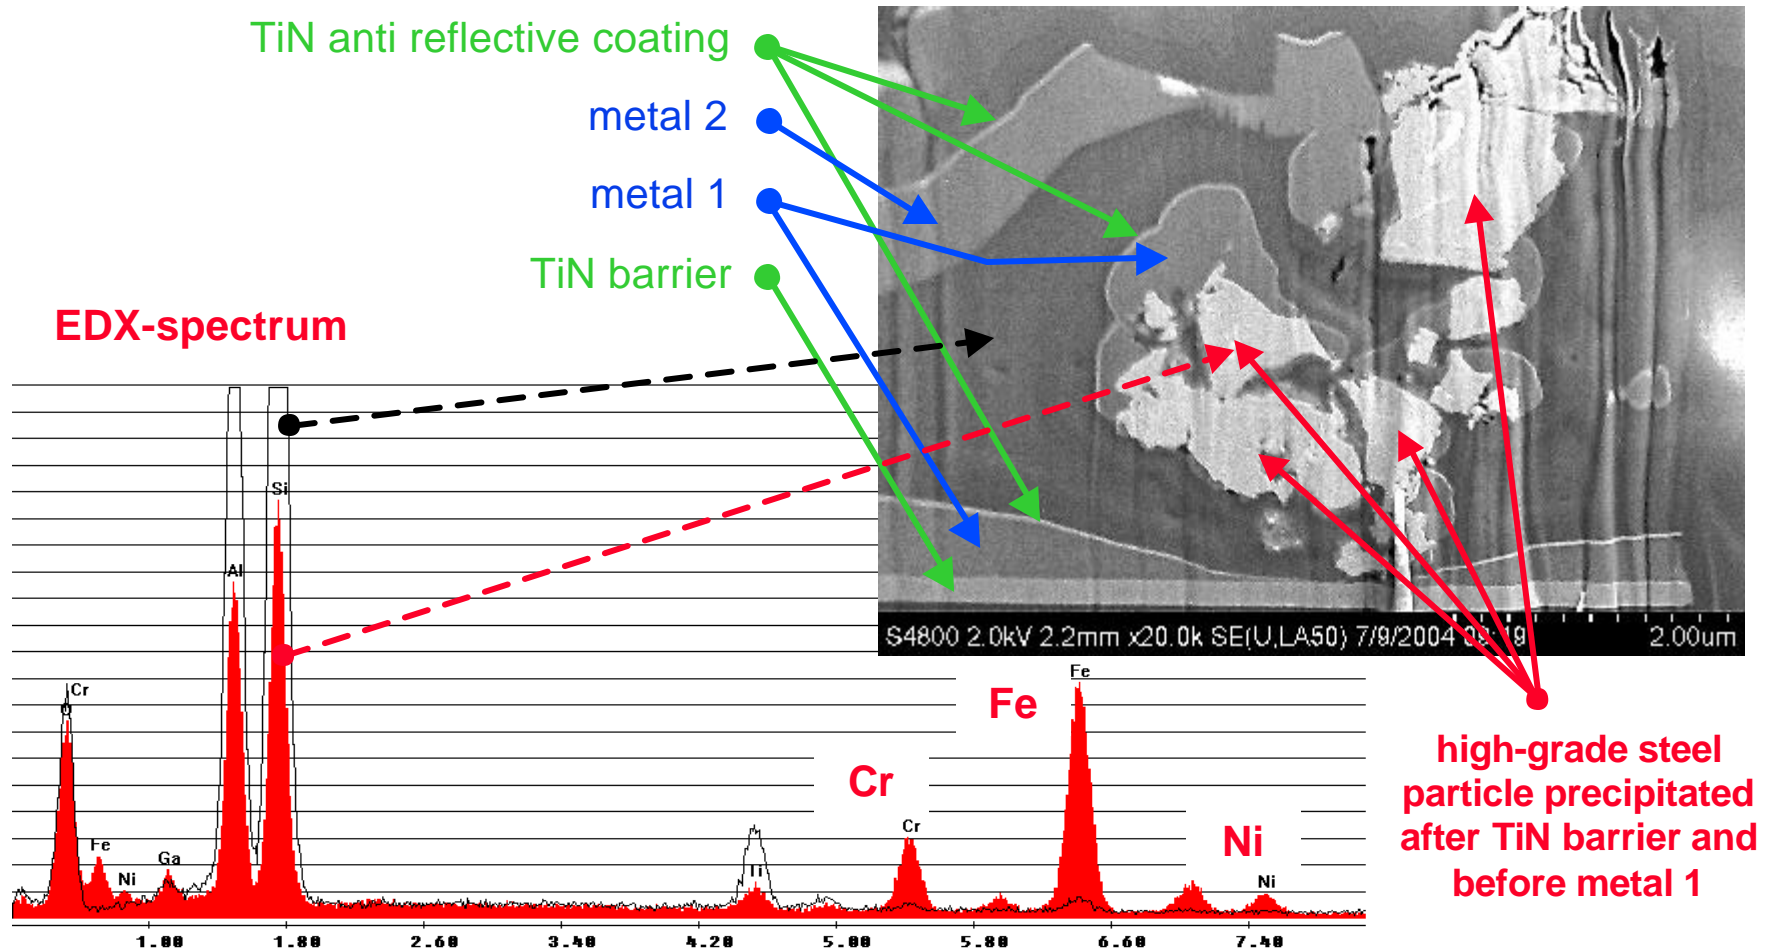 TiN anti reflective coating
metal 2
metal 1
TiN barrier
EDX-spectrum
S4800 2.0kV 2.2mm x20.0k SE(U,LA50) 7/9/2004 09:19
2.00um
Si
Al
Cr
O
Fe
Ni
Ga
Ti
Cr
Fe
Ni
Fe
Cr
Ni
high-grade steel
particle precipitated
after TiN barrier and
before metal 1
1.00 1.80 2.60 3.40 4.20 5.00 5.80 6.60 7.40